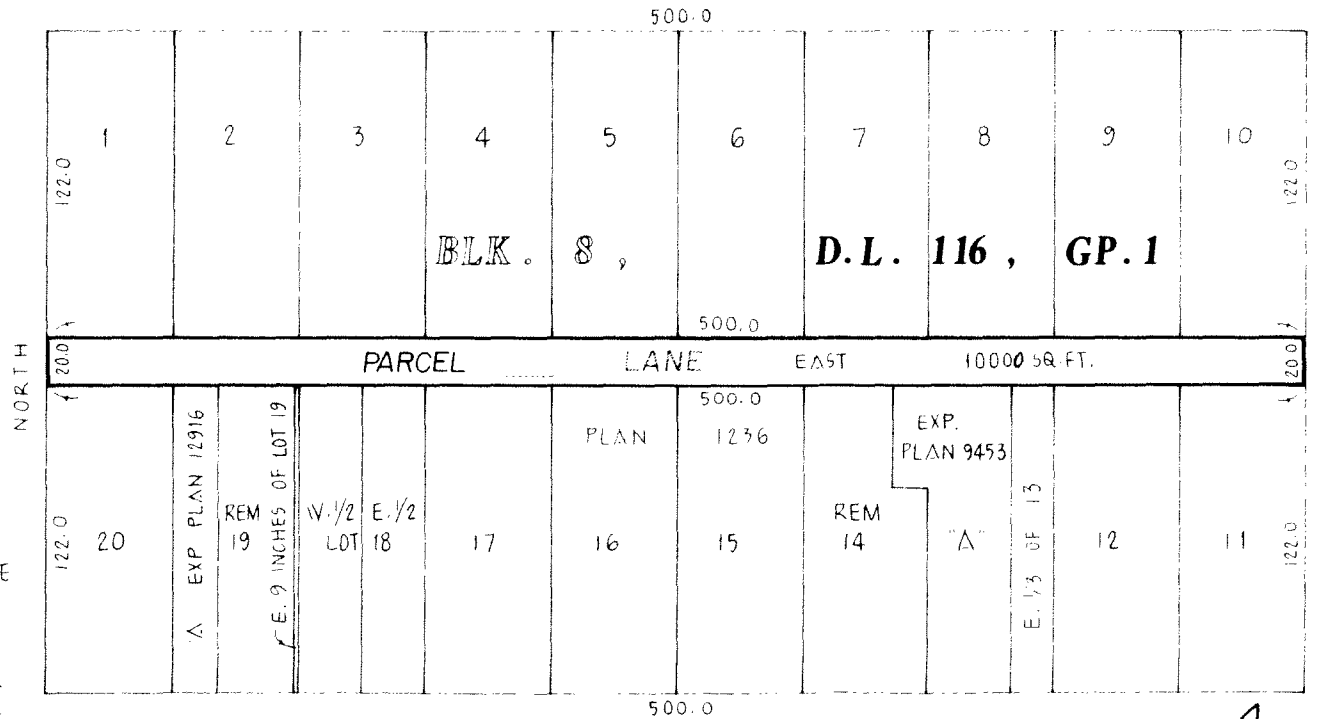 500.0
1 2 3 4 5 6 7 8 9 10
122.0
122.0
BLK. 8, D.L. 116, GP. 1
500.0
NORTH
20.0 PARCEL LANE EAST 10000 SQ.FT. 20.0
500.0
PLAN 1236
EXP.
PLAN 9453
122.0
20
"A" EXP PLAN 12916
REM
19
E. 9 INCHES OF LOT 19
W. 1/2 E. 1/2
LOT 18
17
16
15
REM
14
"A"
E. 1/3 OF 13
12
11
122.0
500.0